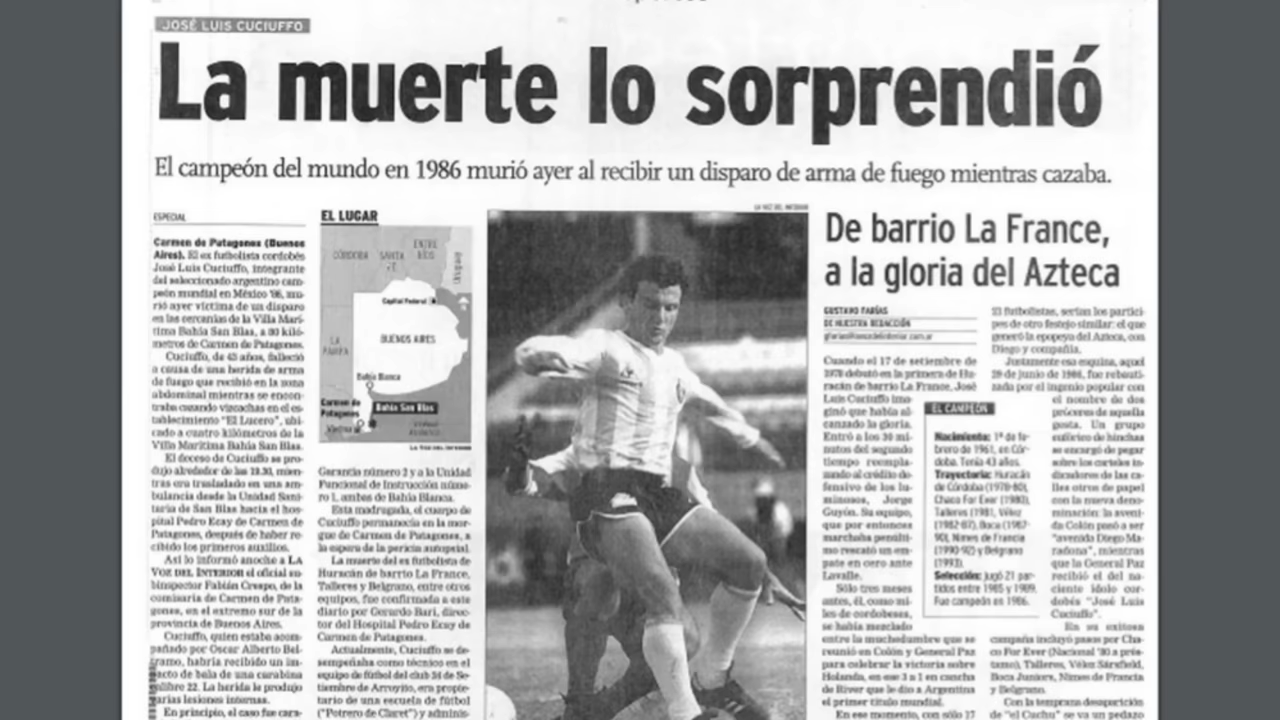 JOSÉ LUIS CUCIUFFO
La muerte lo sorprendió
El campeón del mundo en 1986 murió ayer al recibir un disparo de arma de fuego mientras cazaba.
ESPECIAL
Carmen de Patagones (Buenos
Aires). El ex futbolista cordobés
José Luis Cuciuffo, integrante
del seleccionado argentino cam-
peón mundial en México '86, mu-
rió ayer víctima de un disparo
en las cercanías de la Villa Marí-
tima Bahía San Blas, a 90 kiló-
metros de Carmen de Patagones.
Cuciuffo, de 43 años, falleció
a causa de una herida de arma
de fuego que recibió en la zona
abdominal mientras se encon-
traba cazando vizcachas en el es-
tablecimiento "El Lucero", ubi-
cado a cuatro kilómetros de la
Villa Marítima Bahía San Blas.
El deceso de Cuciuffo se pro-
dujo alrededor de las 19.30, mien-
tras era trasladado en una am-
bulancia desde la Unidad Sani-
taria de San Blas hacia el hos-
pital Pedro Ecay de Carmen de
Patagones, después de haber re-
cibido los primeros auxilios.
Así lo informó anoche a LA
VOZ DEL INTERIOR el oficial su-
binspector Fabián Crespo, de la
comisaría de Carmen de Pata-
gones, en el extremo sur de la
provincia de Buenos Aires.
Cuciuffo, quien estaba acom-
pañado por Oscar Alberto Bel-
gramo, habría recibido un im-
pacto de bala de una carabina
calibre 22. La herida le produjo
varias lesiones internas.
En principio, el caso fue cara-
EL LUGAR
CÓRDOBA
SANTA FE
ENTRE RÍOS
Uruguay
Capital Federal
LA PAMPA
BUENOS AIRES
Bahía Blanca
Carmen de Patagones
Bahía San Blas
Viedma
LA VOZ DEL INTERIOR
Garantía número 2 y a la Unidad
Funcional de Instrucción núme-
ro 1, ambas de Bahía Blanca.
Esta madrugada, el cuerpo de
Cuciuffo permanecía en la mor-
gue de Carmen de Patagones, a
la espera de la pericia autopsial.
La muerte del ex futbolista de
Huracán de barrio La France,
Talleres y Belgrano, entre otros
equipos, fue confirmada a este
diario por Gerardo Bari, direc-
tor del Hospital Pedro Ecay de
Carmen de Patagones.
Actualmente, Cuciuffo se de-
sempeñaba como técnico en el
equipo de fútbol del club 24 de Se-
tiembre de Arroyito, era propie-
tario de una escuela de fútbol
("Potrero de Claret") y adminis-
LA VOZ DEL INTERIOR
De barrio La France,
a la gloria del Azteca
GUSTAVO FARÍAS
DE NUESTRA REDACCIÓN
Cuando el 17 de setiembre de
1978 debutó en la primera de Hu-
racán de barrio La France, José
Luis Cuciuffo ima-
ginó que había al-
canzado la gloria.
Entró a los 30 mi-
nutos del segundo
tiempo reempla-
zando al crédito de-
fensivo de los lu-
minosos, Jorge
Guyón. Su equipo,
que por entonces
marchaba penúlti-
mo rescató un em-
pate en cero ante
Lavalle.
Sólo tres meses
antes, él, como mi-
les de cordobeses,
se había mezclado
entre la muchedumbre que se
reunió en Colón y General Paz
para celebrar la victoria sobre
Holanda, en ese 3 a 1 en cancha
de River que le dio a Argentina
el primer título mundial.
En ese momento, con sólo 17
EL CAMPEÓN
Nacimiento: 1º de fe-
brero de 1961, en Cór-
doba. Tenía 43 años.
Trayectoria: Huracán
de Córdoba (1978-80),
Chaco For Ever (1980),
Talleres (1981, Vélez
(1982-87), Boca (1987-
90), Nimes de Francia
(1990-92) y Belgrano
(1993).
Selección: jugó 21 par-
tidos entre 1985 y 1989.
Fue campeón en 1986.
futbolistas, serían los partíci-
pes de otro festejo similar: el que
generó la epopeya del Azteca, con
Diego y compañía.
Justamente esa esquina, aquel
29 de junio de 1986, fue rebauti-
zada por el ingenio popular con
el nombre de dos
próceres de aquella
gesta. Un grupo
eufórico de hinchas
se encargó de pegar
sobre los carteles in-
dicadores de las ca-
lles otros de papel
con la nueva deno-
minación: la aveni-
da Colón pasó a ser
"avenida Diego Ma-
radona", mientras
que la General Paz
recibió el del na-
ciente ídolo cor-
dobés "José Luis
Cuciuffo".
En su exitosa
campaña incluyó pasos por Cha-
co For Ever (Nacional '80 a prés-
tamo), Talleres, Vélez Sársfield,
Boca Juniors, Nimes de Francia
y Belgrano.
Con la temprana desaparición
de "el Cuchu" se va un pedazo